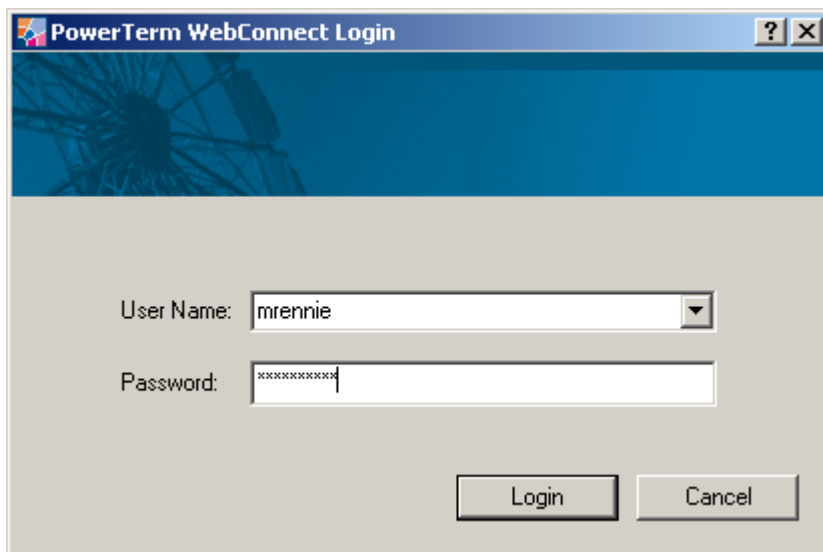 PowerTerm WebConnect Login
User Name: mrennie
Password: **********
Login Cancel